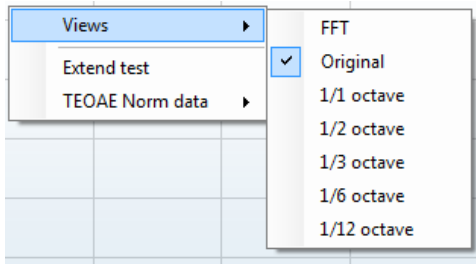 Views
Extend test
TEOAE Norm data
FFT
Original
1/1 octave
1/2 octave
1/3 octave
1/6 octave
1/12 octave